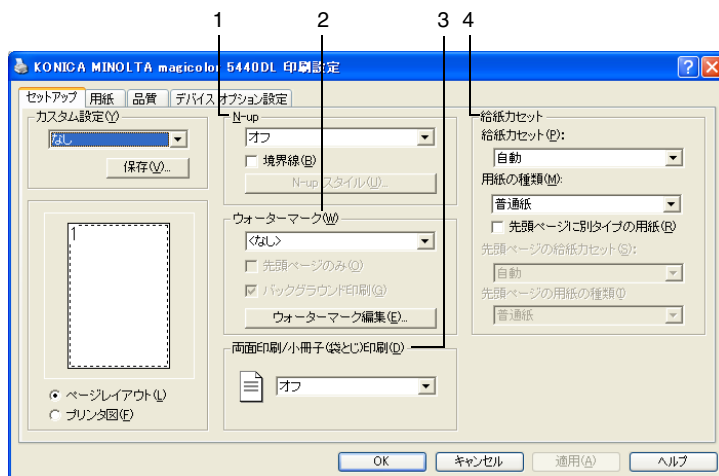 1 2 3 4
KONICA MINOLTA magicolor 5440DL 印刷設定
セットアップ 用紙 品質 デバイス オプション設定
カスタム設定(Y)
なし
保存(V)...
1
ページレイアウト(L)
プリンタ図(F)
N-up
オフ
境界線(B)
N-up スタイル(U)...
ウォーターマーク(W)
<なし>
先頭ページのみ(O)
バックグラウンド印刷(G)
ウォーターマーク編集(E)...
両面印刷/小冊子(袋とじ)印刷(D)
オフ
給紙カセット
給紙カセット(P):
自動
用紙の種類(M):
普通紙
先頭ページに別タイプの用紙(R)
先頭ページの給紙カセット(S):
自動
先頭ページの用紙の種類(I)
普通紙
OK キャンセル 適用(A) ヘルプ